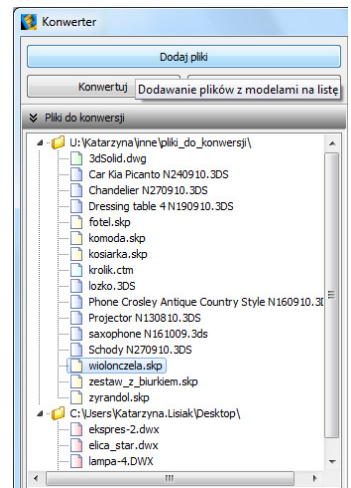 Konwerter
Dodaj pliki
Konwertuj
Dodawanie plików z modelami na listę
Pliki do konwersji
U:\Katarzyna\inne\pliki_do_konwersji\
3dSolid.dwg
Car Kia Picanto N240910.3DS
Chandelier N270910.3DS
Dressing table 4 N190910.3DS
fotel.skp
komoda.skp
kosiarka.skp
krolik.ctm
lozko.3DS
Phone Crosley Antique Country Style N160910.3D
Projector N130810.3DS
saxophone N161009.3ds
Schody N270910.3DS
wiolonczela.skp
zestaw_z_biurkiem.skp
zyrandol.skp
C:\Users\Katarzyna.Lisiak\Desktop\
ekspres-2.dwx
elica_star.dwx
lampa-4.DWX